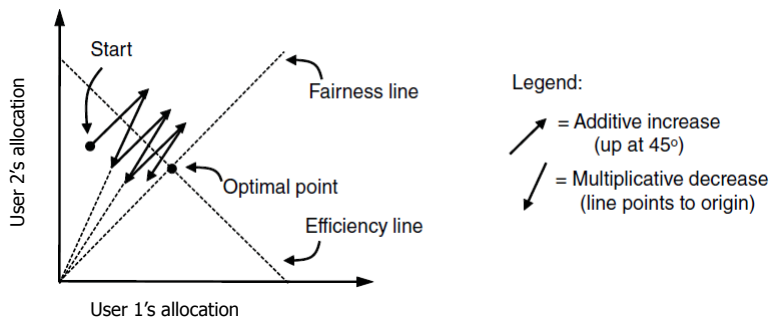 Start
Fairness line
Optimal point
Efficiency line
User 2's allocation
User 1's allocation
Legend:
= Additive increase
(up at 45º)
= Multiplicative decrease
(line points to origin)